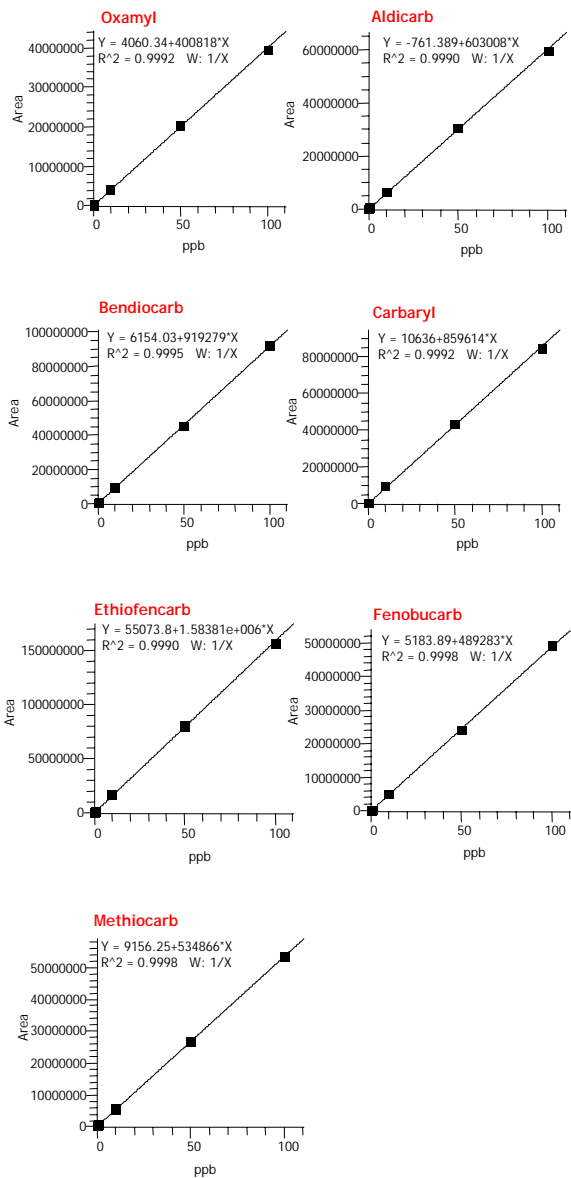 Oxamyl
Y = 4060.34+400818*X
R^2 = 0.9992 W: 1/X
40000000
30000000
20000000
10000000
0
Area
0
50
100
ppb
Aldicarb
Y = -761.389+603008*X
R^2 = 0.9990 W: 1/X
60000000
40000000
20000000
0
Area
0
50
100
ppb
Bendiocarb
Y = 6154.03+919279*X
R^2 = 0.9995 W: 1/X
100000000
80000000
60000000
40000000
20000000
0
Area
0
50
100
ppb
Carbaryl
Y = 10636+859614*X
R^2 = 0.9992 W: 1/X
80000000
60000000
40000000
20000000
0
Area
0
50
100
ppb
Ethiofencarb
Y = 55073.8+1.58381e+006*X
R^2 = 0.9990 W: 1/X
150000000
100000000
50000000
0
Area
0
50
100
ppb
Fenobucarb
Y = 5183.89+489283*X
R^2 = 0.9998 W: 1/X
50000000
40000000
30000000
20000000
10000000
0
Area
0
50
100
ppb
Methiocarb
Y = 9156.25+534866*X
R^2 = 0.9998 W: 1/X
50000000
40000000
30000000
20000000
10000000
0
Area
0
50
100
ppb